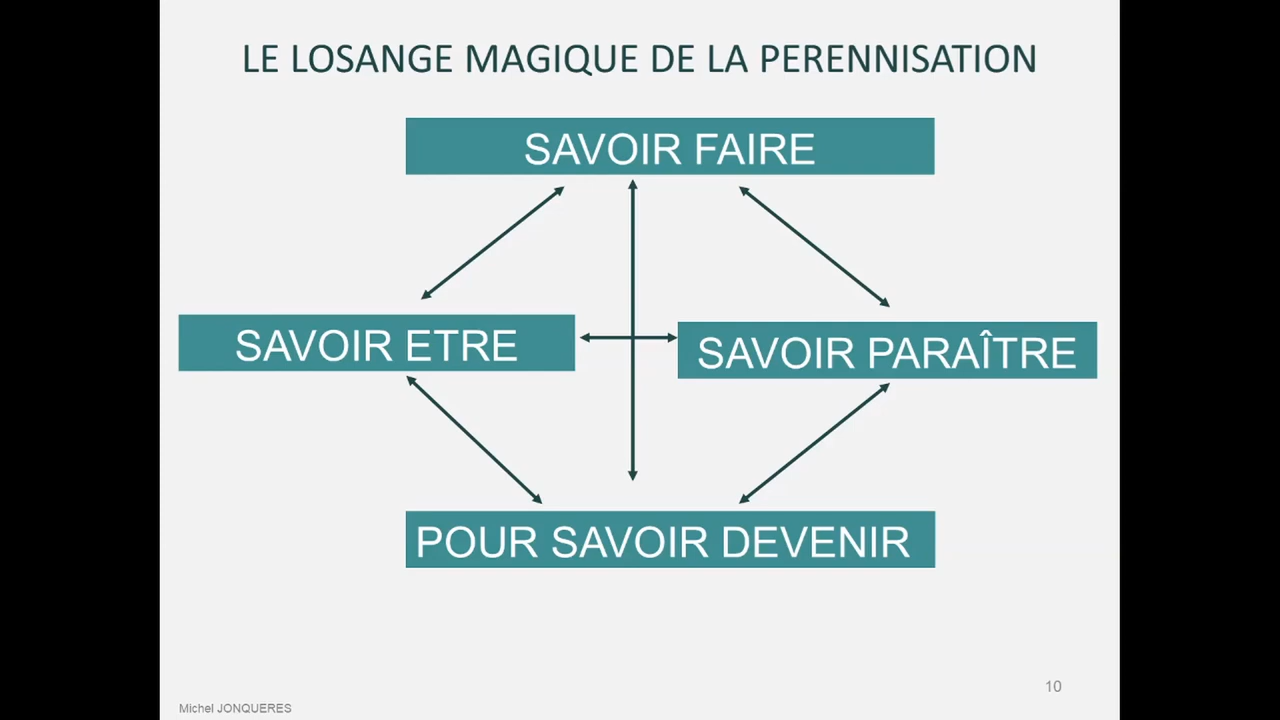 LE LOSANGE MAGIQUE DE LA PERENNISATION
SAVOIR FAIRE
SAVOIR ETRE
SAVOIR PARAÎTRE
POUR SAVOIR DEVENIR
10
Michel JONQUERES